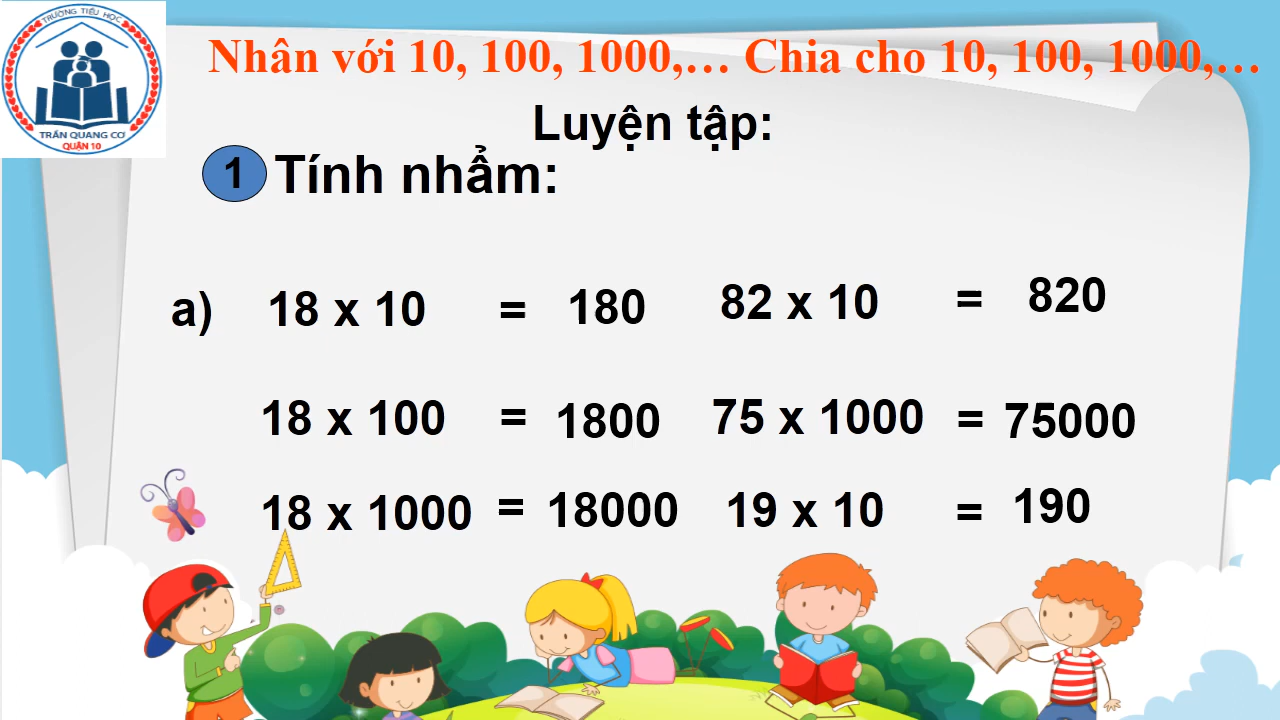 TRƯỜNG TIỂU HỌC
TRẦN QUANG CƠ
QUẬN 10
Nhân với 10, 100, 1000,… Chia cho 10, 100, 1000,…
Luyện tập:
1 Tính nhẩm:
a) 18 x 10 = 180 82 x 10 = 820
18 x 100 = 1800 75 x 1000 = 75000
18 x 1000 = 18000 19 x 10 = 190